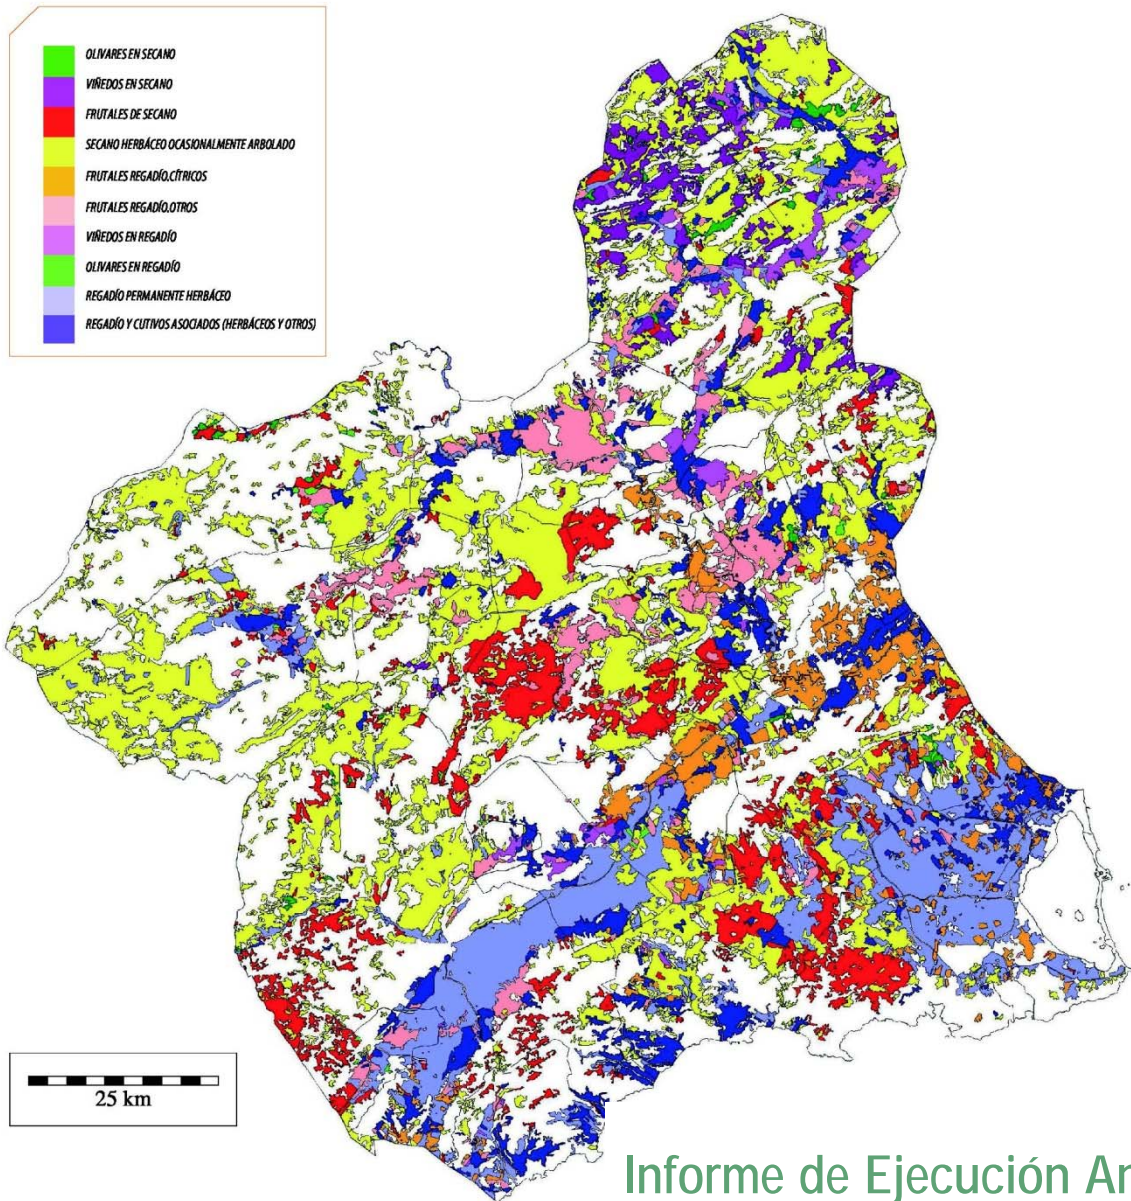 OLIVARES EN SECANO
VIÑEDOS EN SECANO
FRUTALES DE SECANO
SECANO HERBÁCEO OCASIONALMENTE ARBOLADO
FRUTALES REGADÍO,CÍTRICOS
FRUTALES REGADÍO,OTROS
VIÑEDOS EN REGADÍO
OLIVARES EN REGADÍO
REGADÍO PERMANENTE HERBÁCEO
REGADÍO Y CUTIVOS ASOCIADOS (HERBÁCEOS Y OTROS)
25 km
Informe de Ejecución An